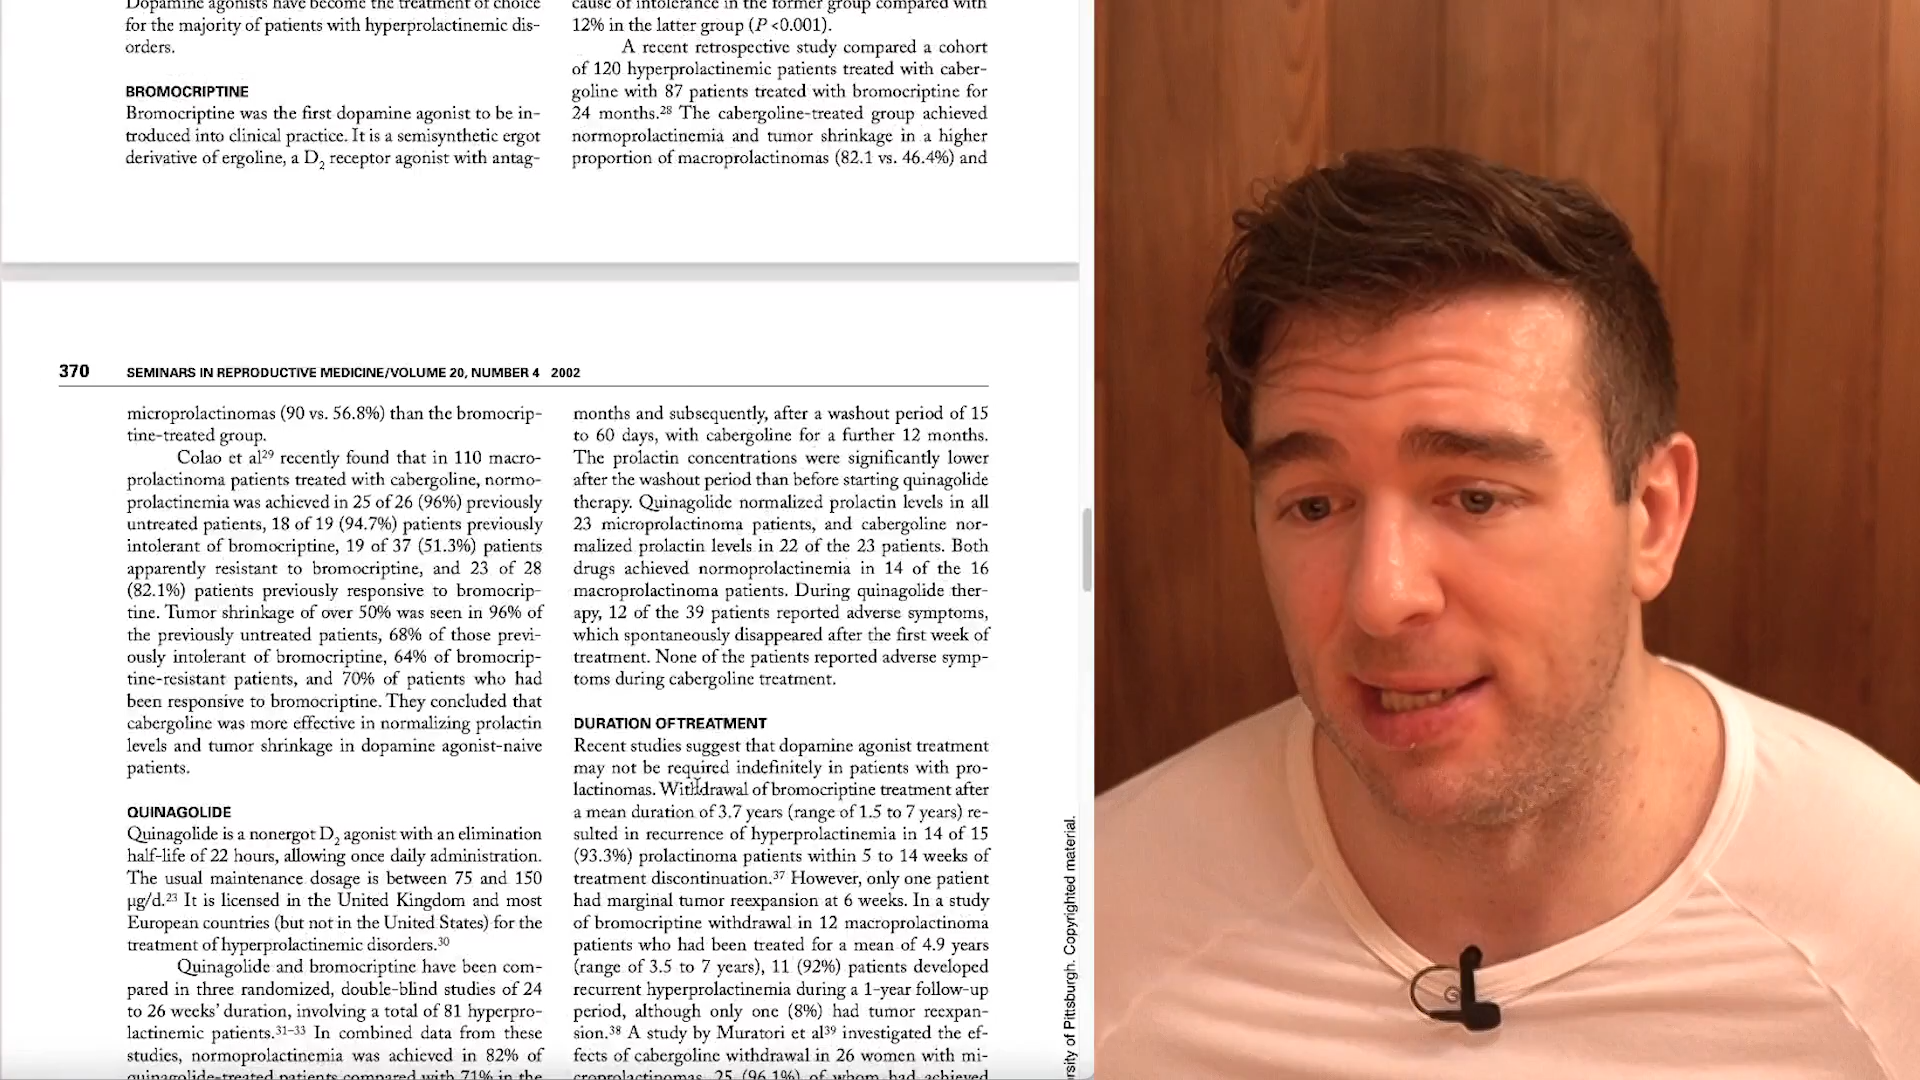 Dopamine agonists have become the treatment of choice
for the majority of patients with hyperprolactinemic dis-
orders.
BROMOCRIPTINE
Bromocriptine was the first dopamine agonist to be in-
troduced into clinical practice. It is a semisynthetic ergot
derivative of ergoline, a D₂ receptor agonist with antag-
cause of intolerance in the former group compared with
12% in the latter group (P <0.001).
A recent retrospective study compared a cohort
of 120 hyperprolactinemic patients treated with caber-
goline with 87 patients treated with bromocriptine for
24 months.²⁸ The cabergoline-treated group achieved
normoprolactinemia and tumor shrinkage in a higher
proportion of macroprolactinomas (82.1 vs. 46.4%) and
370 SEMINARS IN REPRODUCTIVE MEDICINE/VOLUME 20, NUMBER 4 2002
microprolactinomas (90 vs. 56.8%) than the bromocrip-
tine-treated group.
Colao et al²⁹ recently found that in 110 macro-
prolactinoma patients treated with cabergoline, normo-
prolactinemia was achieved in 25 of 26 (96%) previously
untreated patients, 18 of 19 (94.7%) patients previously
intolerant of bromocriptine, 19 of 37 (51.3%) patients
apparently resistant to bromocriptine, and 23 of 28
(82.1%) patients previously responsive to bromocrip-
tine. Tumor shrinkage of over 50% was seen in 96% of
the previously untreated patients, 68% of those previ-
ously intolerant of bromocriptine, 64% of bromocrip-
tine-resistant patients, and 70% of patients who had
been responsive to bromocriptine. They concluded that
cabergoline was more effective in normalizing prolactin
levels and tumor shrinkage in dopamine agonist-naive
patients.
QUINAGOLIDE
Quinagolide is a nonergot D₂ agonist with an elimination
half-life of 22 hours, allowing once daily administration.
The usual maintenance dosage is between 75 and 150
μg/d.²³ It is licensed in the United Kingdom and most
European countries (but not in the United States) for the
treatment of hyperprolactinemic disorders.³⁰
Quinagolide and bromocriptine have been com-
pared in three randomized, double-blind studies of 24
to 26 weeks' duration, involving a total of 81 hyperpro-
lactinemic patients.³¹⁻³³ In combined data from these
studies, normoprolactinemia was achieved in 82% of
quinagolide-treated patients compared with 71% in the
months and subsequently, after a washout period of 15
to 60 days, with cabergoline for a further 12 months.
The prolactin concentrations were significantly lower
after the washout period than before starting quinagolide
therapy. Quinagolide normalized prolactin levels in all
23 microprolactinoma patients, and cabergoline nor-
malized prolactin levels in 22 of the 23 patients. Both
drugs achieved normoprolactinemia in 14 of the 16
macroprolactinoma patients. During quinagolide ther-
apy, 12 of the 39 patients reported adverse symptoms,
which spontaneously disappeared after the first week of
treatment. None of the patients reported adverse symp-
toms during cabergoline treatment.
DURATION OF TREATMENT
Recent studies suggest that dopamine agonist treatment
may not be required indefinitely in patients with pro-
lactinomas. Withdrawal of bromocriptine treatment after
a mean duration of 3.7 years (range of 1.5 to 7 years) re-
sulted in recurrence of hyperprolactinemia in 14 of 15
(93.3%) prolactinoma patients within 5 to 14 weeks of
treatment discontinuation.³⁷ However, only one patient
had marginal tumor reexpansion at 6 weeks. In a study
of bromocriptine withdrawal in 12 macroprolactinoma
patients who had been treated for a mean of 4.9 years
(range of 3.5 to 7 years), 11 (92%) patients developed
recurrent hyperprolactinemia during a 1-year follow-up
period, although only one (8%) had tumor reexpan-
sion.³⁸ A study by Muratori et al³⁹ investigated the ef-
fects of cabergoline withdrawal in 26 women with mi-
croprolactinomas, 25 (96.1%) of whom had achieved
rsity of Pittsburgh. Copyrighted material.